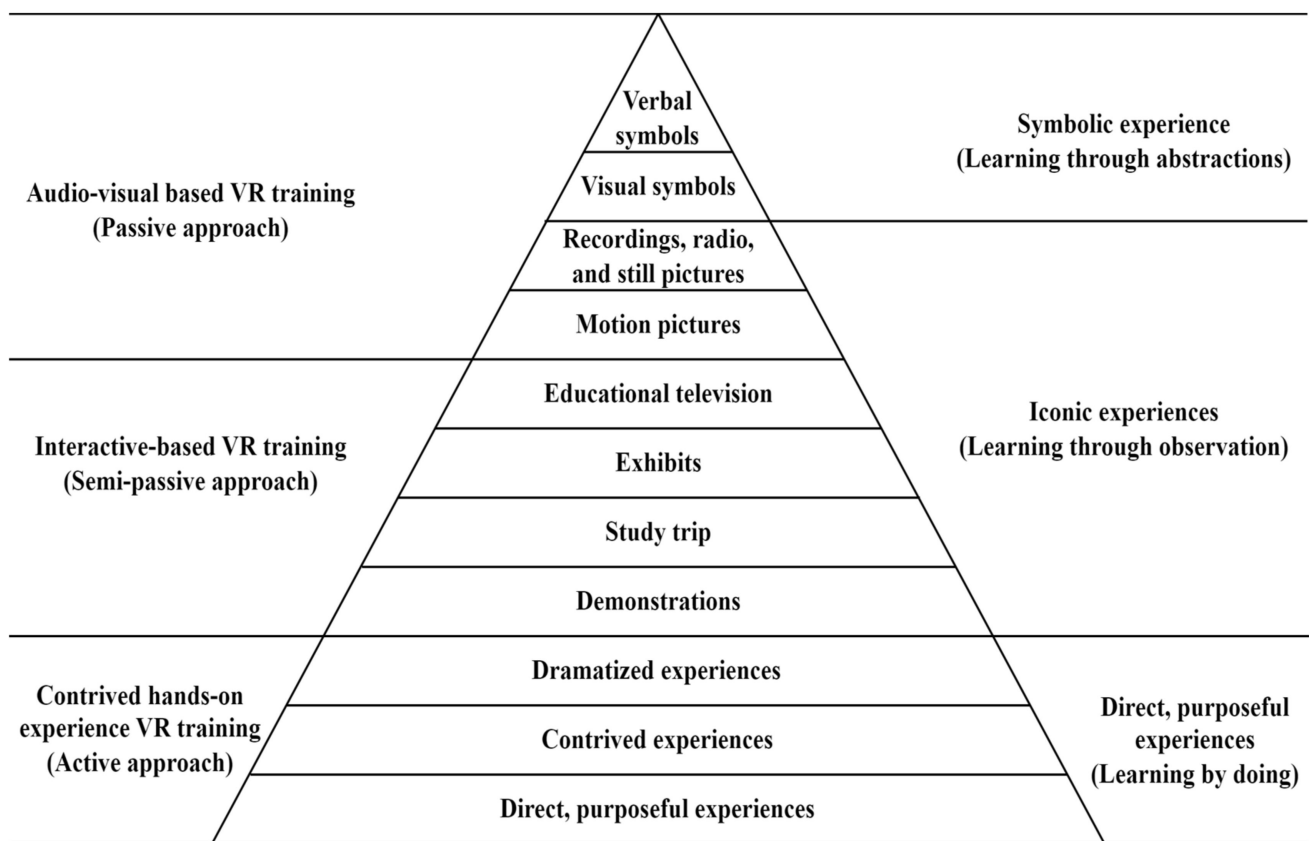 Verbal
symbols
Visual symbols
Recordings, radio,
and still pictures
Motion pictures
Educational television
Exhibits
Study trip
Demonstrations
Dramatized experiences
Contrived experiences
Direct, purposeful experiences
Audio-visual based VR training
(Passive approach)
Interactive-based VR training
(Semi-passive approach)
Contrived hands-on
experience VR training
(Active approach)
Symbolic experience
(Learning through abstractions)
Iconic experiences
(Learning through observation)
Direct, purposeful
experiences
(Learning by doing)